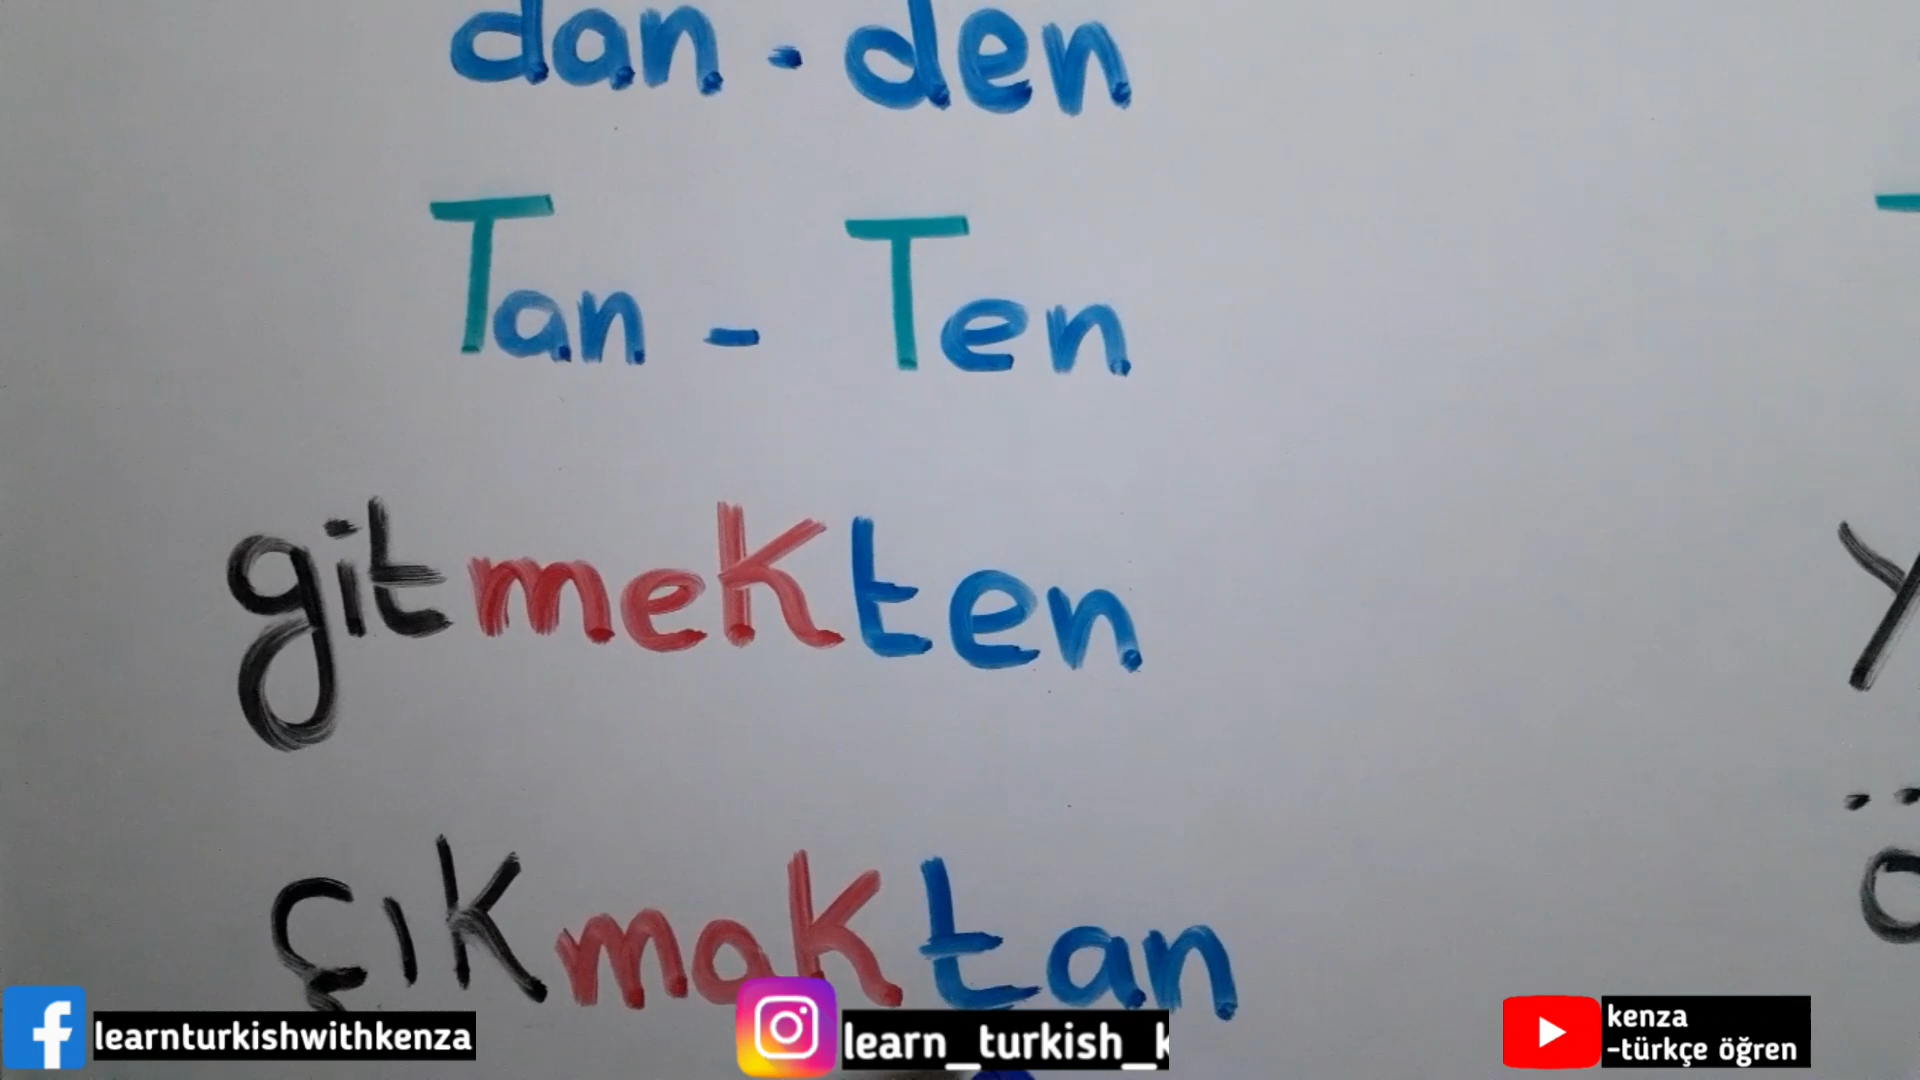 dan - den
Tan - Ten
gitmekten
çıkmaktan
learnturkishwithkenza
learn_turkish_k
kenza
-türkçe öğren